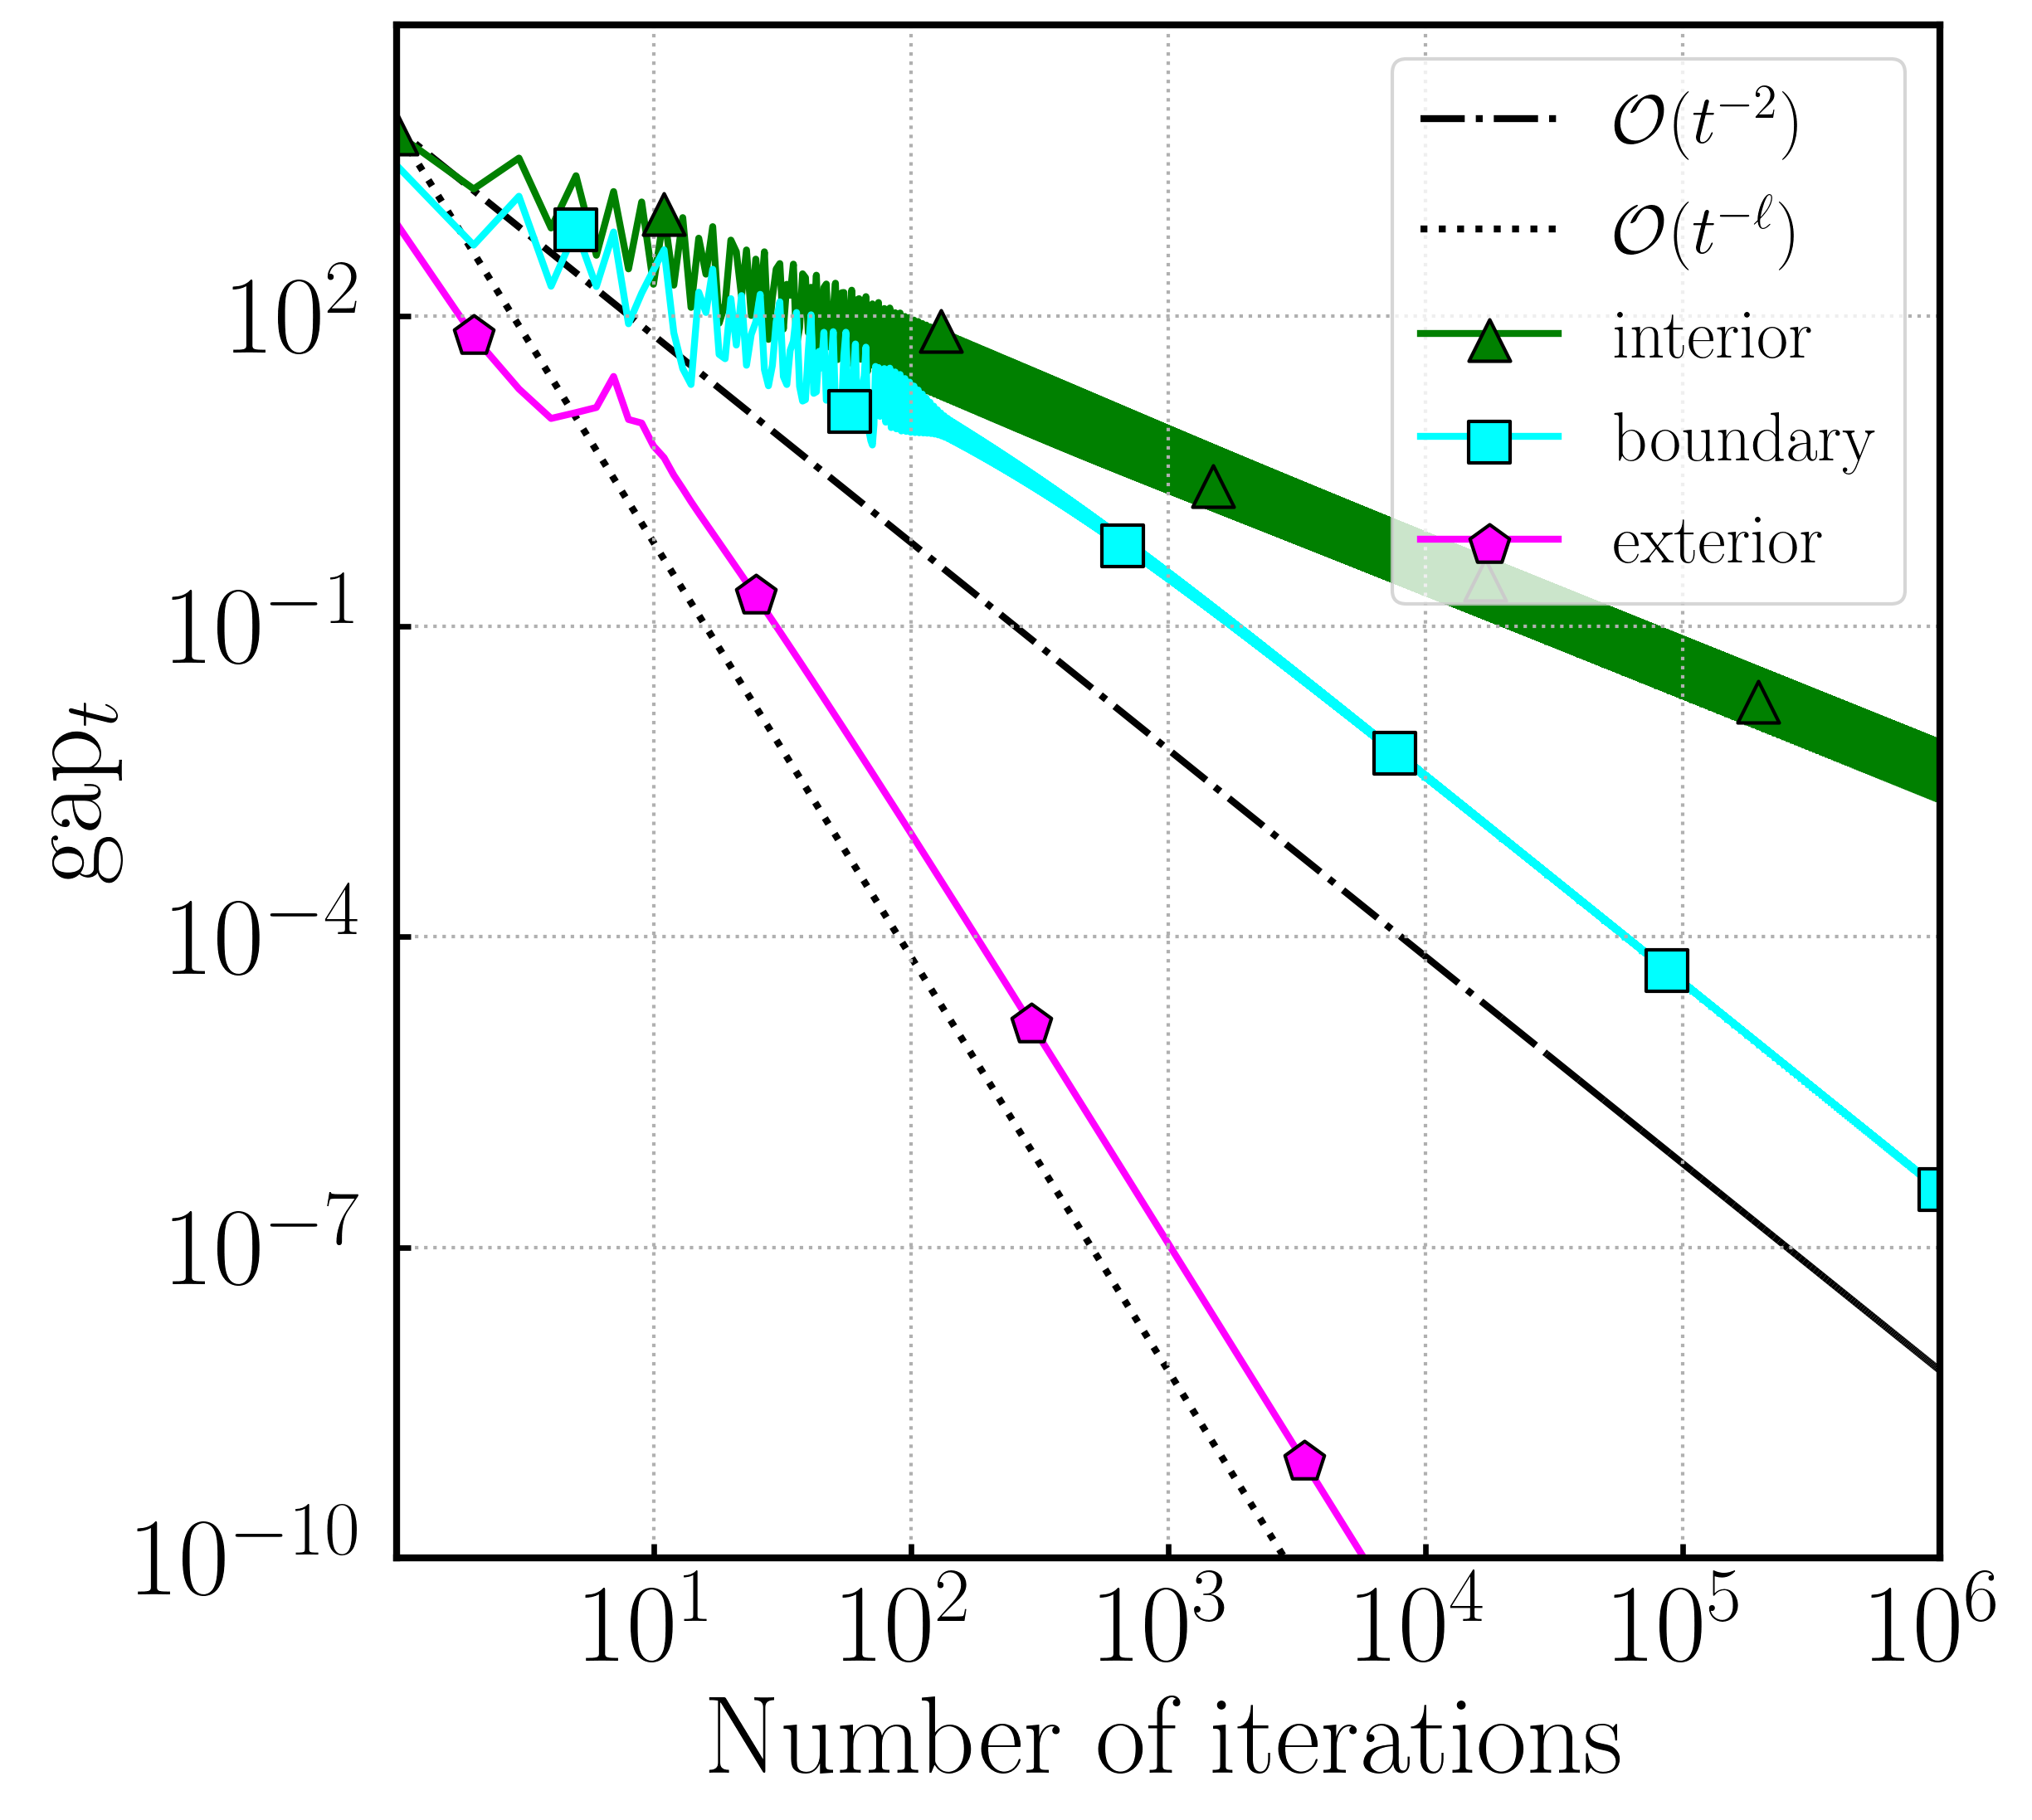 gapₜ
10²
10⁻¹
10⁻⁴
10⁻⁷
10⁻¹⁰
𝒪(t⁻²)
𝒪(t⁻ℓ)
interior
boundary
exterior
10¹ 10² 10³ 10⁴ 10⁵ 10⁶
Number of iterations